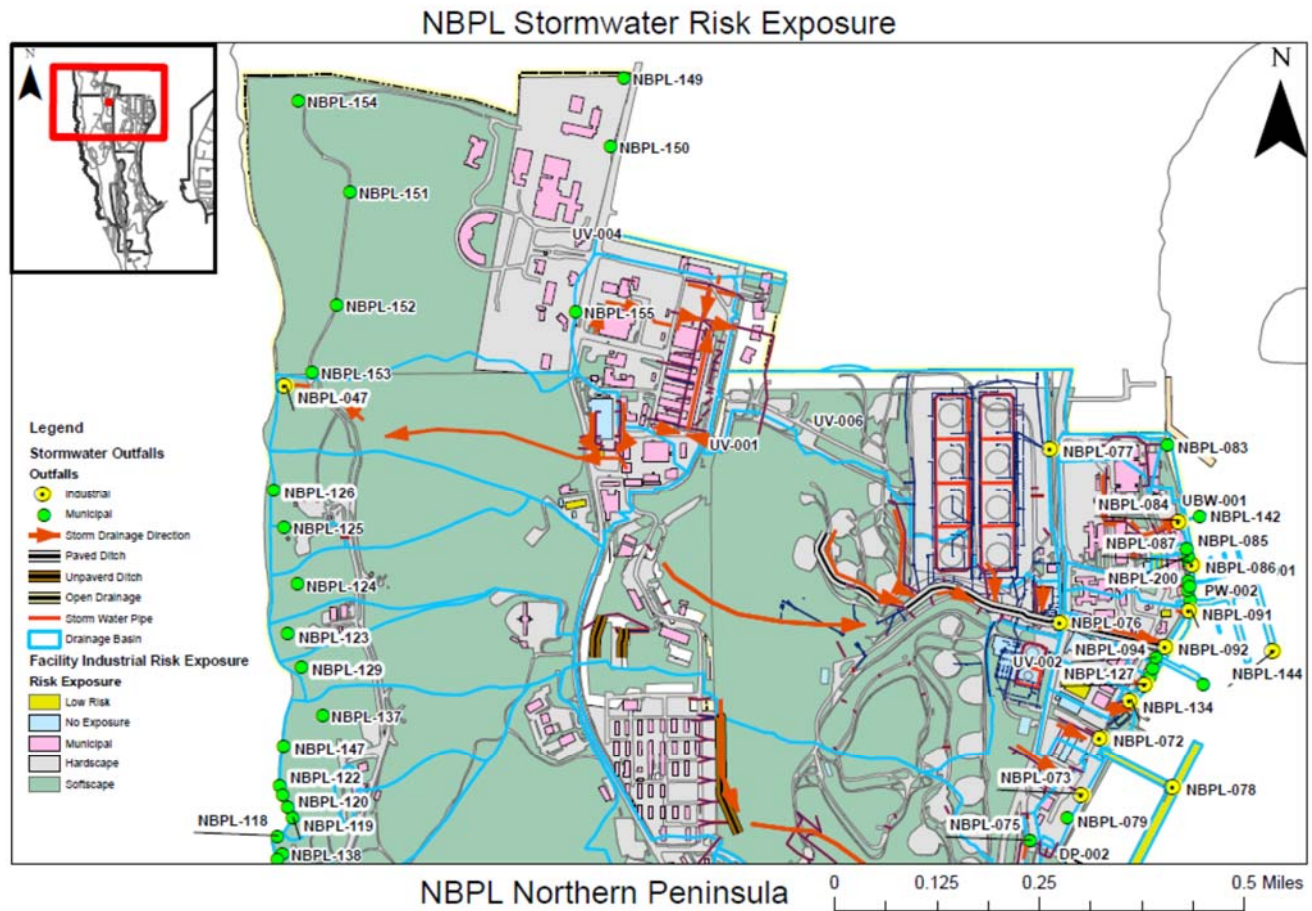 NBPL Stormwater Risk Exposure
N
N
NBPL-149
NBPL-154
NBPL-150
NBPL-151
UV-004
NBPL-152
NBPL-155
NBPL-153
NBPL-047
UV-006
UV-001
NBPL-077
NBPL-083
Legend
Stormwater Outfalls
Outfalls
Industrial
Municipal
Storm Drainage Direction
Paved Ditch
Unpaverd Ditch
Open Drainage
Storm Water Pipe
Drainage Basin
Facility Industrial Risk Exposure
Risk Exposure
Low Risk
No Exposure
Municipal
Hardscape
Softscape
NBPL-126
NBPL-125
NBPL-124
NBPL-123
NBPL-129
NBPL-137
NBPL-147
NBPL-122
NBPL-120
NBPL-119
NBPL-118
NBPL-138
UBW-001
NBPL-084
NBPL-142
NBPL-087
NBPL-085
NBPL-086
01
NBPL-200
PW-002
NBPL-091
NBPL-076
NBPL-094
NBPL-092
UV-002
NBPL-127
NBPL-144
NBPL-134
NBPL-072
NBPL-073
NBPL-078
NBPL-079
NBPL-075
DP-002
NBPL Northern Peninsula
0 0.125 0.25 0.5 Miles